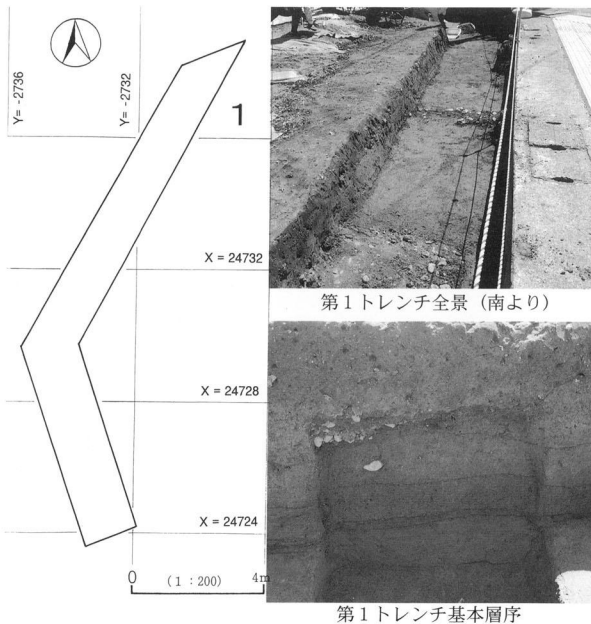 Y= -2736
Y= -2732
1
X = 24732
X = 24728
X = 24724
0 (1：200) 4m
第1トレンチ全景（南より）
第1トレンチ基本層序